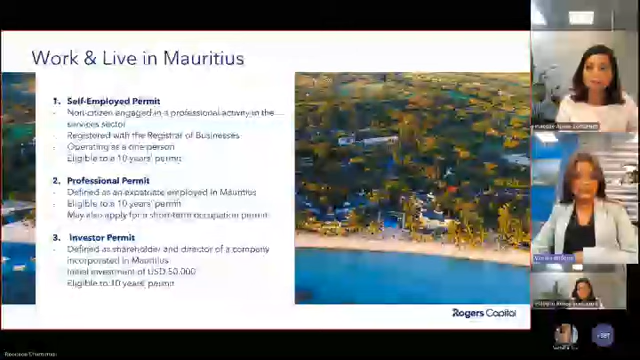 Work & Live in Mauritius
1. Self-Employed Permit
- Non-citizen engaged in a professional activity in the
services sector
- Registered with the Registrar of Businesses
- Operating as a one person
- Eligible to a 10 years' permit
2. Professional Permit
- Defined as an expatriate employed in Mauritius
- Eligible to a 10 years' permit
- May also apply for a short-term occupation permit
3. Investor Permit
- Defined as shareholder and director of a company
incorporated in Mauritius
- Initial investment of USD 50,000
- Eligible to 10 years' permit
Rogers Capital